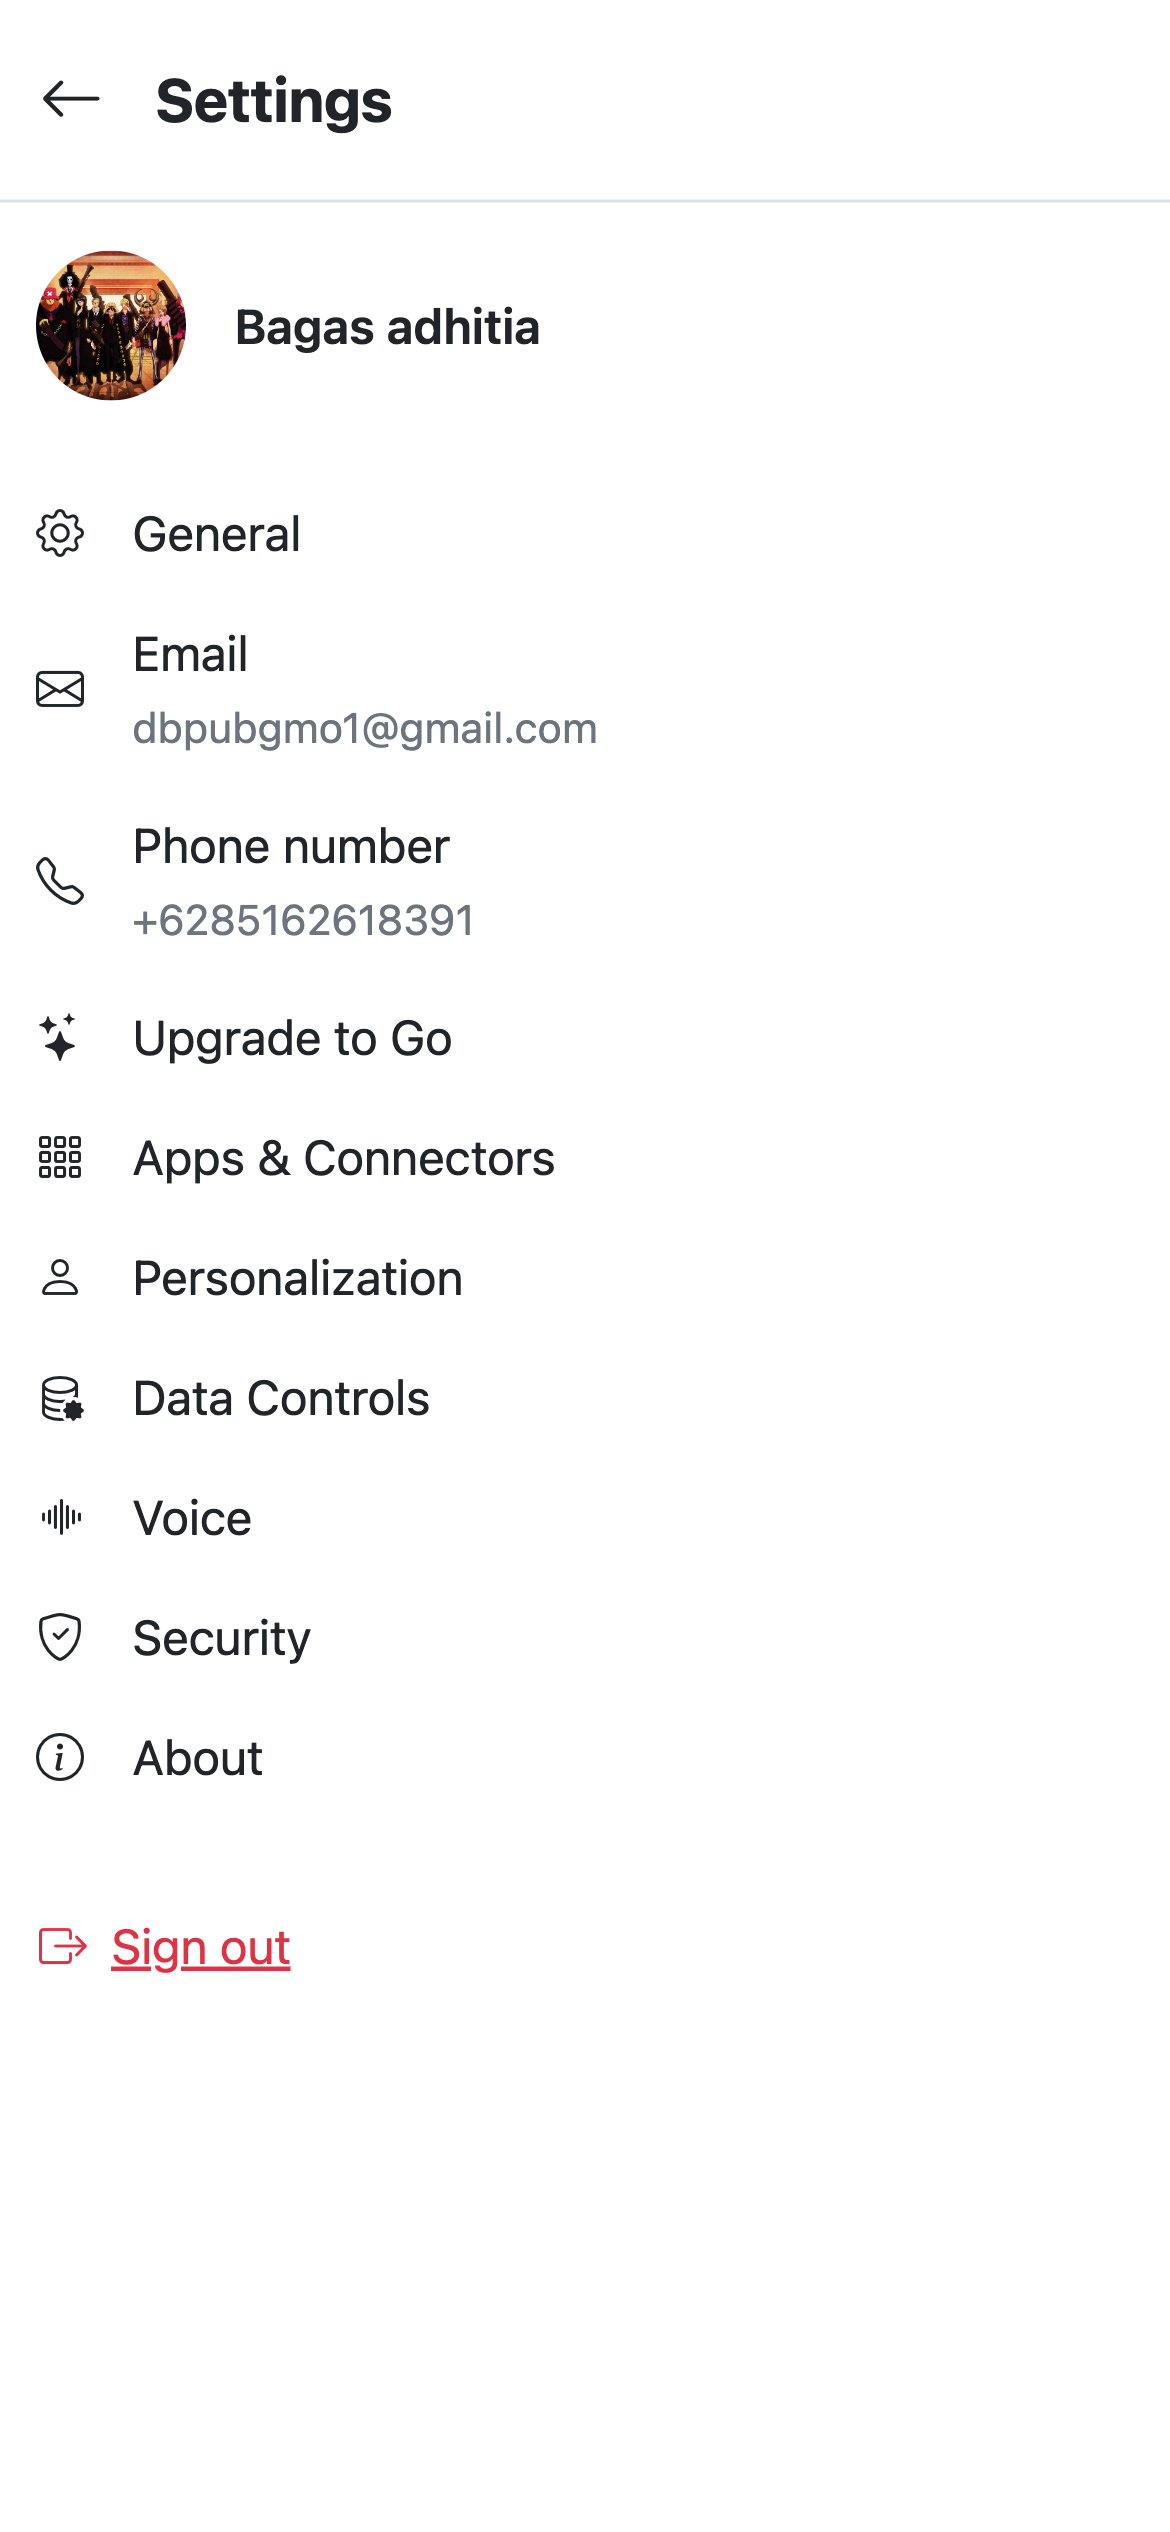 Settings
Bagas adhitia
General
Email
dbpubgmo1@gmail.com
Phone number
+6285162618391
Upgrade to Go
Apps & Connectors
Personalization
Data Controls
Voice
Security
About
Sign out